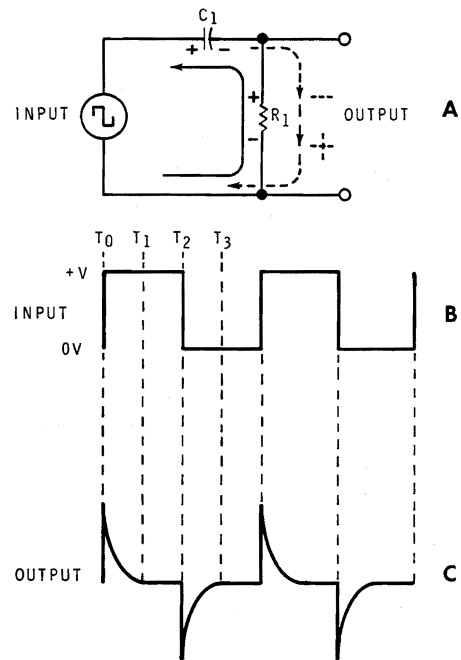 C1
+ -
+ ---
INPUT R1 OUTPUT A
- +
T0 T1 T2 T3
+V
INPUT B
0V
OUTPUT C